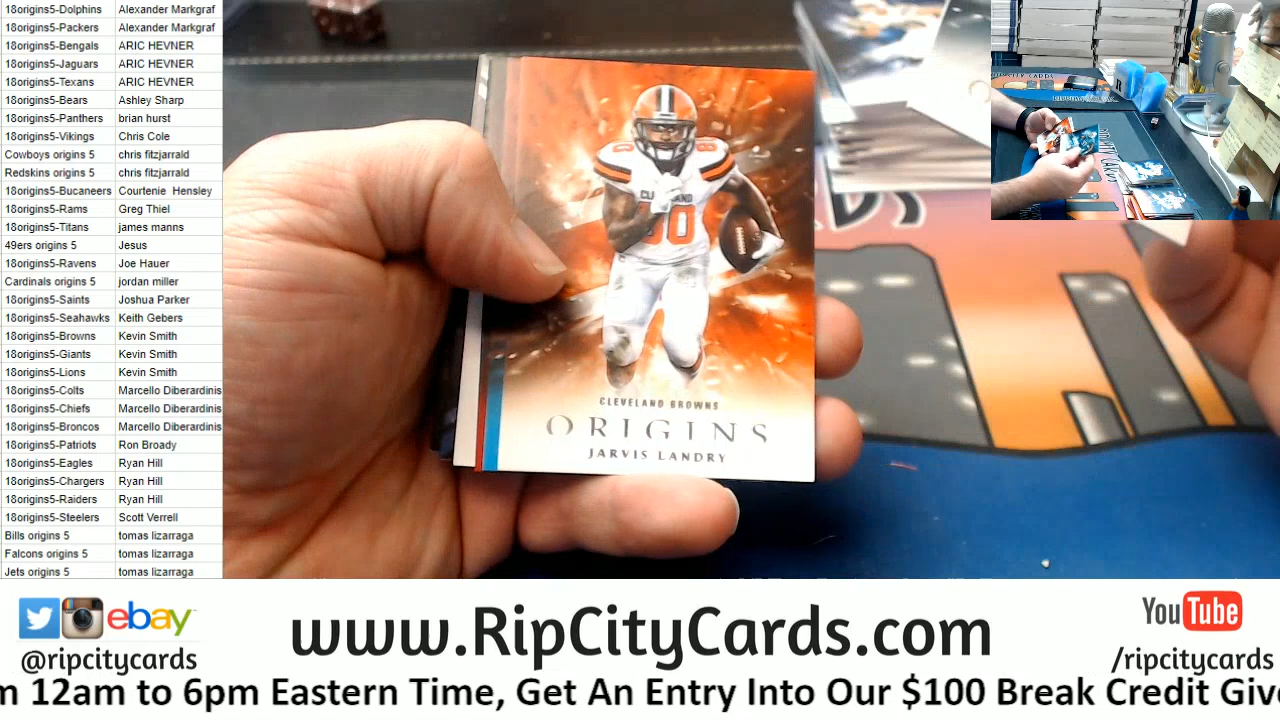 18origins5-Dolphins Alexander Markgraf
18origins5-Packers Alexander Markgraf
18origins5-Bengals ARIC HEVNER
18origins5-Jaguars ARIC HEVNER
18origins5-Texans ARIC HEVNER
18origins5-Bears Ashley Sharp
18origins5-Panthers brian hurst
18origins5-Vikings Chris Cole
Cowboys origins 5 chris fitzjarrald
Redskins origins 5 chris fitzjarrald
18origins5-Bucaneers Courtenie Hensley
18origins5-Rams Greg Thiel
18origins5-Titans james manns
49ers origins 5 Jesus
18origins5-Ravens Joe Hauer
Cardinals origins 5 jordan miller
18origins5-Saints Joshua Parker
18origins5-Seahawks Keith Gebers
18origins5-Browns Kevin Smith
18origins5-Giants Kevin Smith
18origins5-Lions Kevin Smith
18origins5-Colts Marcello Diberardinis
18origins5-Chiefs Marcello Diberardinis
18origins5-Broncos Marcello Diberardinis
18origins5-Patriots Ron Broady
18origins5-Eagles Ryan Hill
18origins5-Chargers Ryan Hill
18origins5-Raiders Ryan Hill
18origins5-Steelers Scott Verrell
Bills origins 5 tomas lizarraga
Falcons origins 5 tomas lizarraga
Jets origins 5 tomas lizarraga
CLEVELAND
80
CLEVELAND BROWNS
ORIGINS
JARVIS LANDRY
ebay
@ripcitycards
www.RipCityCards.com
YouTube
/ripcitycards
m 12am to 6pm Eastern Time, Get An Entry Into Our $100 Break Credit Give